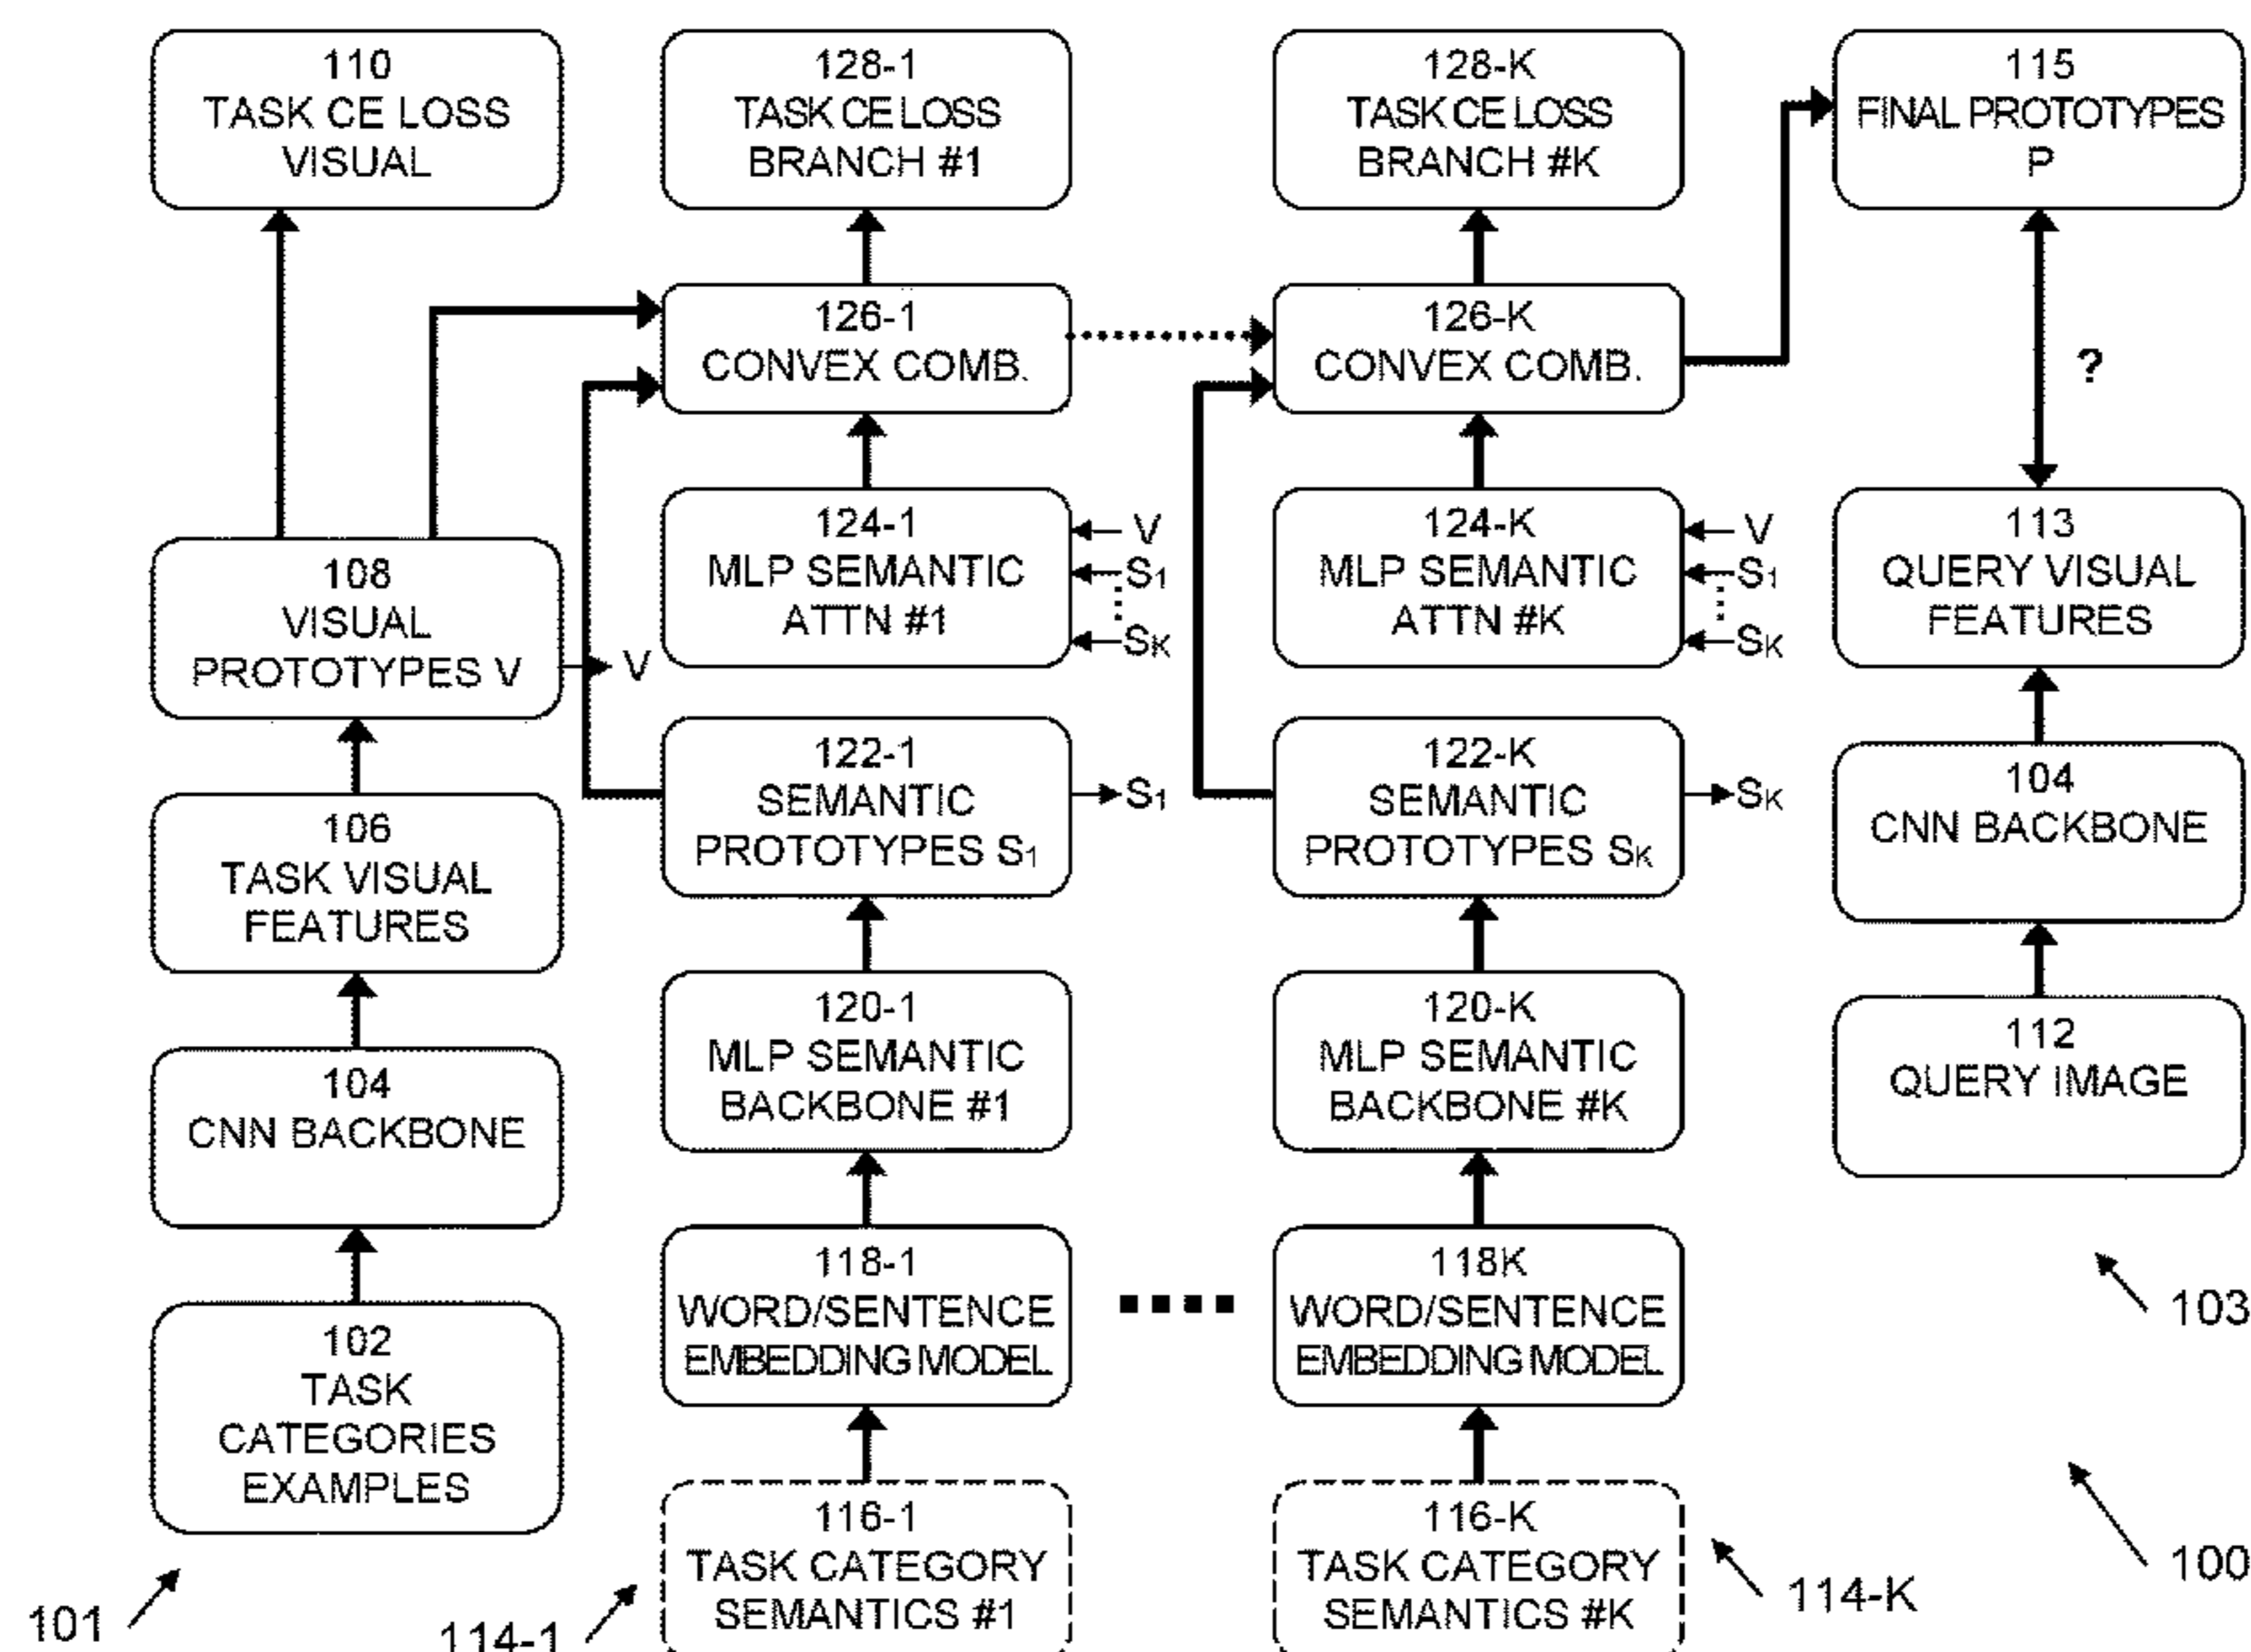 110
TASK CE LOSS
VISUAL
128-1
TASK CE LOSS
BRANCH #1
128-K
TASK CE LOSS
BRANCH #K
115
FINAL PROTOTYPES
P
126-1
CONVEX COMB.
126-K
CONVEX COMB.
?
108
VISUAL
PROTOTYPES V
V
124-1
MLP SEMANTIC
ATTN #1
V
S1
SK
124-K
MLP SEMANTIC
ATTN #K
V
S1
SK
113
QUERY VISUAL
FEATURES
106
TASK VISUAL
FEATURES
122-1
SEMANTIC
PROTOTYPES S1
S1
122-K
SEMANTIC
PROTOTYPES SK
SK
104
CNN BACKBONE
104
CNN BACKBONE
120-1
MLP SEMANTIC
BACKBONE #1
120-K
MLP SEMANTIC
BACKBONE #K
112
QUERY IMAGE
102
TASK
CATEGORIES
EXAMPLES
118-1
WORD/SENTENCE
EMBEDDING MODEL
118K
WORD/SENTENCE
EMBEDDING MODEL
103
116-1
TASK CATEGORY
SEMANTICS #1
116-K
TASK CATEGORY
SEMANTICS #K
100
101
114-1
114-K